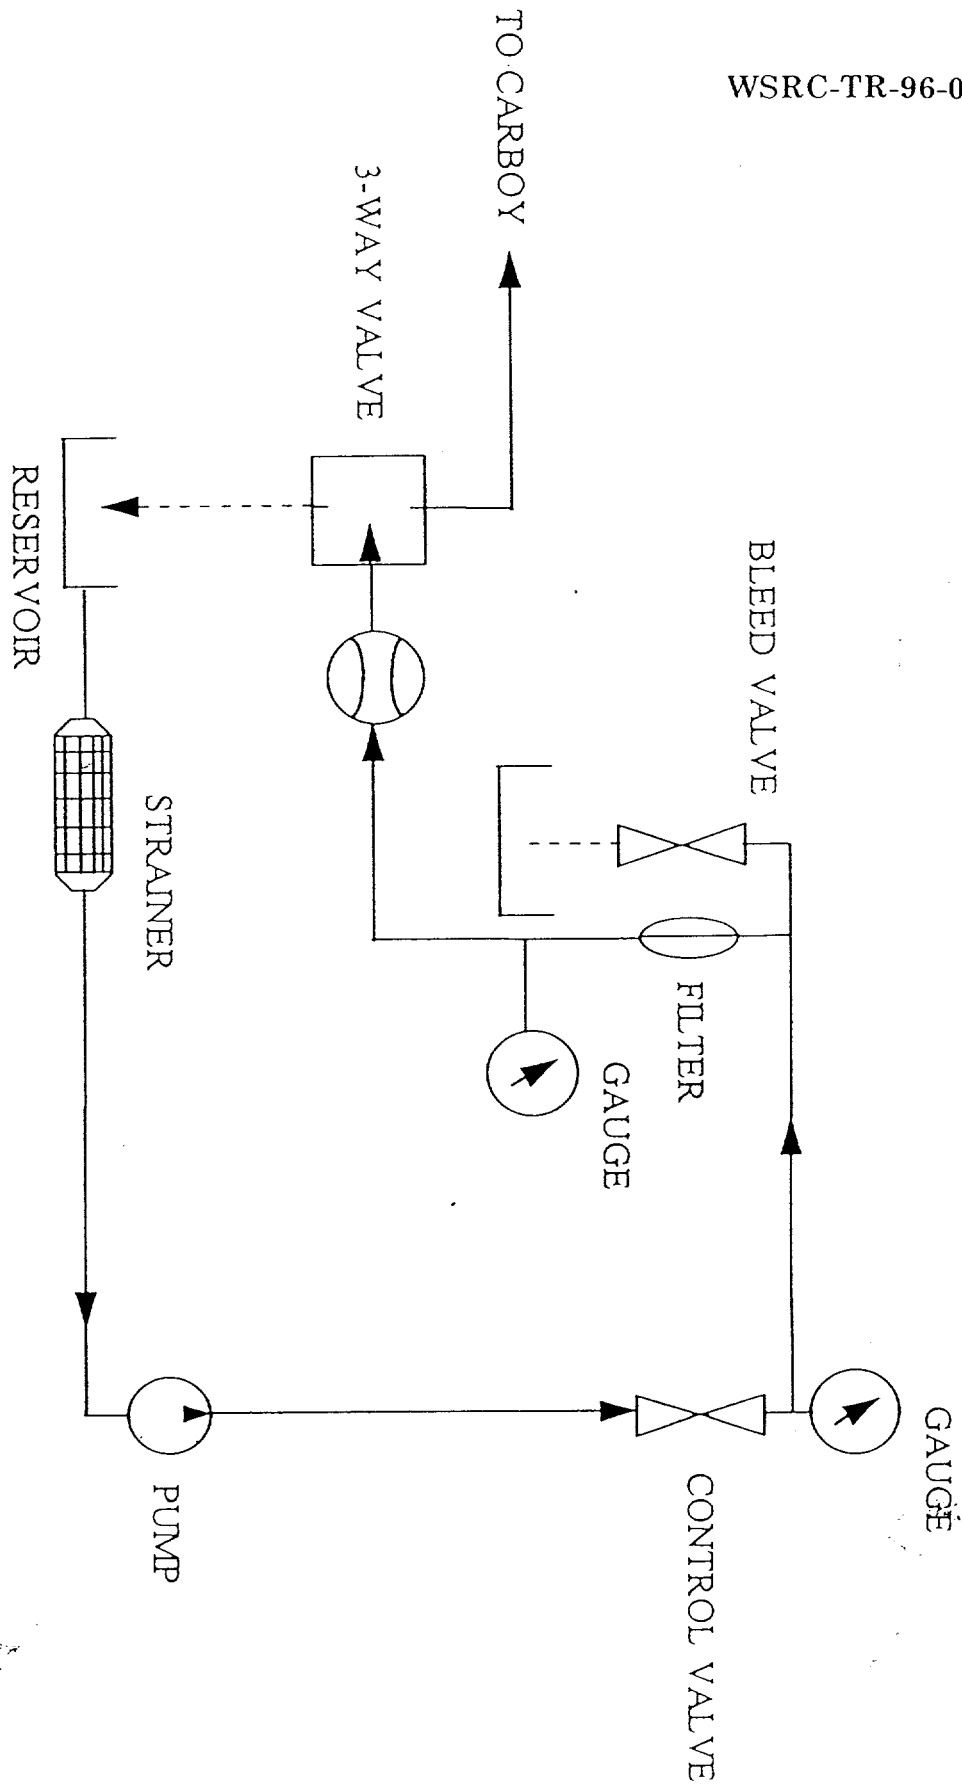 WSRC-TR-96-0
TO CARBOY
3-WAY VALVE
RESERVOIR
BLEED VALVE
STRAINER
FILTER
GAUGE
GAUGE
PUMP
CONTROL VALVE